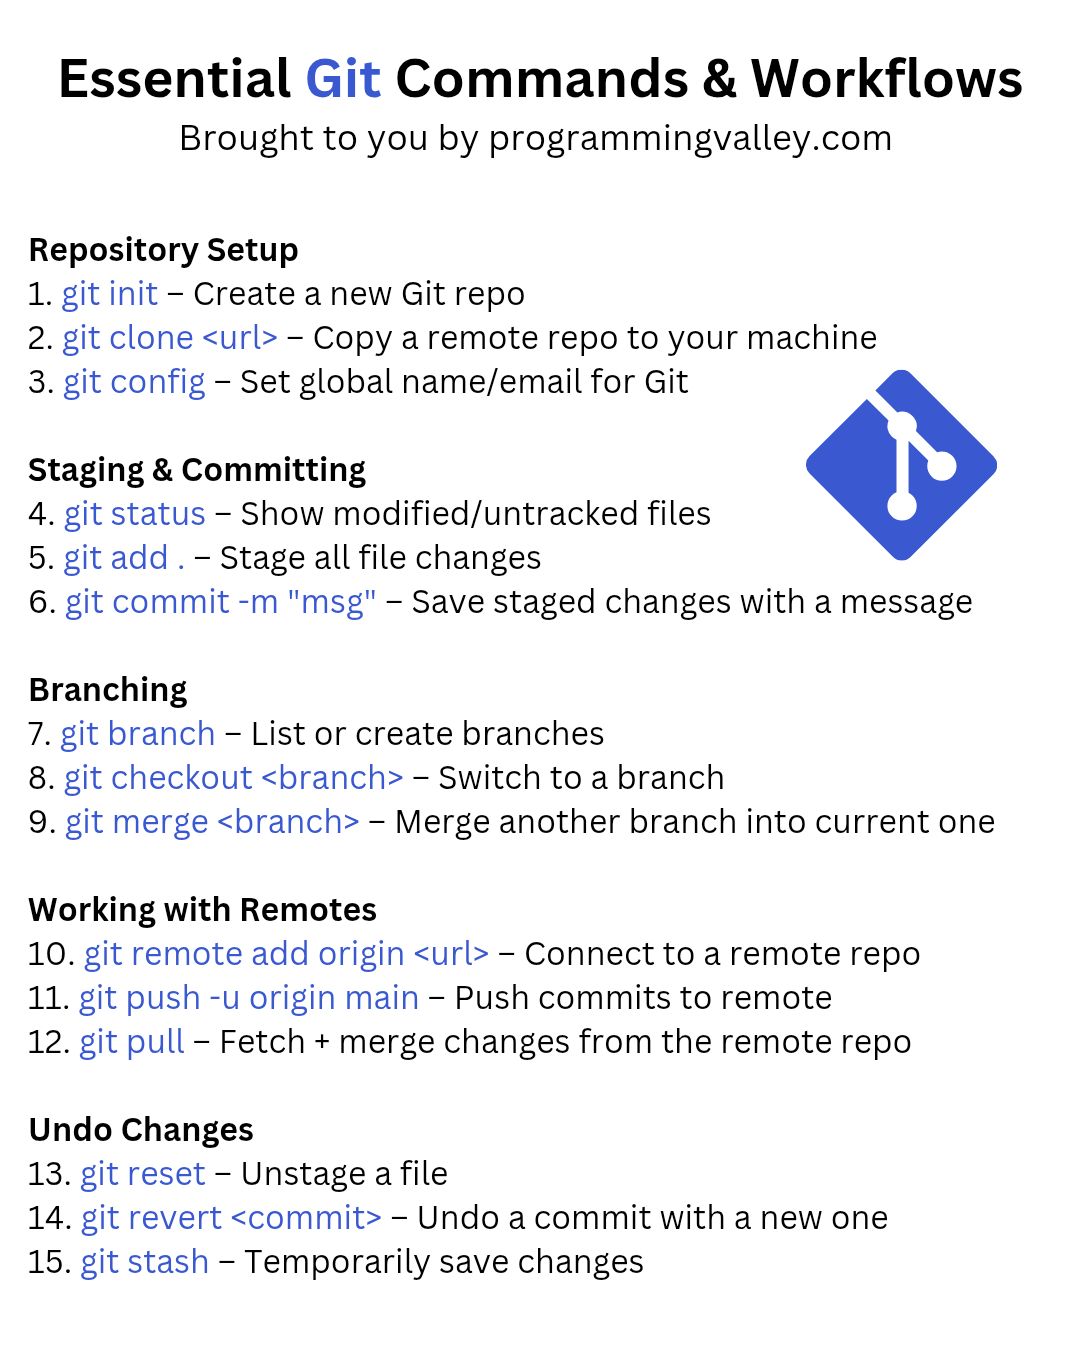 Essential Git Commands & Workflows
Brought to you by programmingvalley.com
Repository Setup
1. git init – Create a new Git repo
2. git clone <url> – Copy a remote repo to your machine
3. git config – Set global name/email for Git
Staging & Committing
4. git status – Show modified/untracked files
5. git add . – Stage all file changes
6. git commit -m "msg" – Save staged changes with a message
Branching
7. git branch – List or create branches
8. git checkout <branch> – Switch to a branch
9. git merge <branch> – Merge another branch into current one
Working with Remotes
10. git remote add origin <url> – Connect to a remote repo
11. git push -u origin main – Push commits to remote
12. git pull – Fetch + merge changes from the remote repo
Undo Changes
13. git reset – Unstage a file
14. git revert <commit> – Undo a commit with a new one
15. git stash – Temporarily save changes